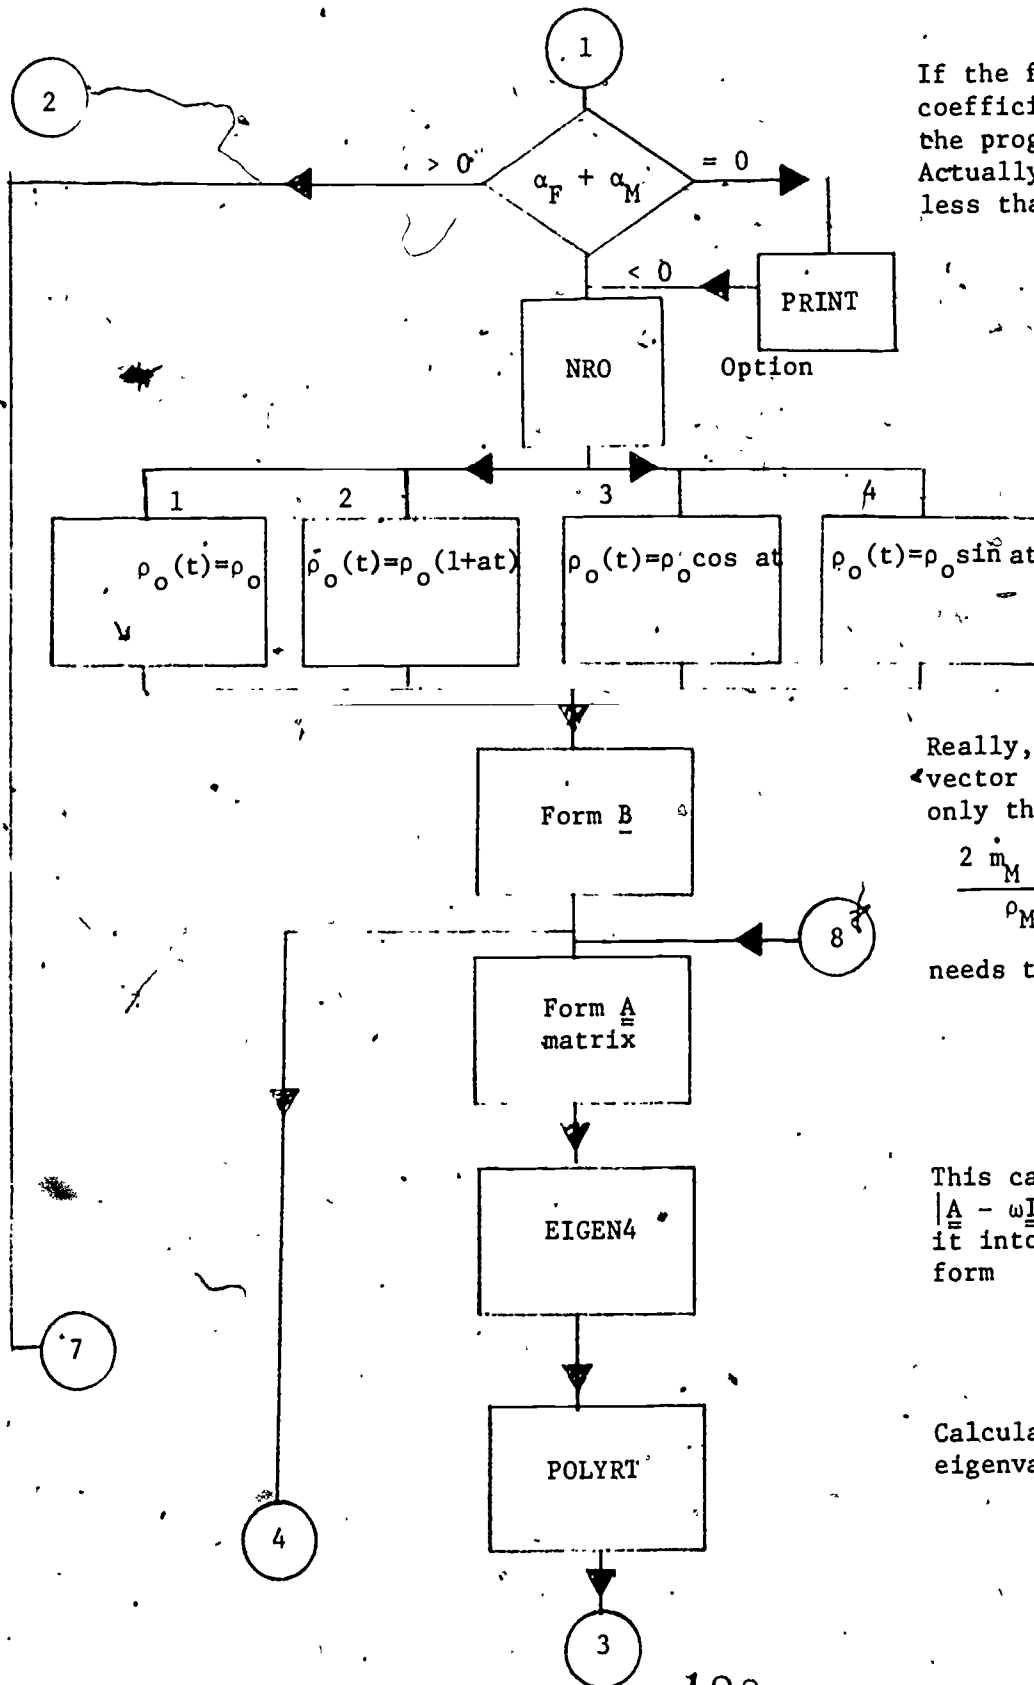 1
2
If the f
coeffici
the prog
Actually
less tha
> 0
α_F + α_M
= 0
< 0
PRINT
NRO
Option
1
2
3
4
ρ_o(t)=ρ_o
ρ_o(t)=ρ_o(1+at)
ρ_o(t)=ρ_o cos at
ρ_o(t)=ρ_o sin at
Really,
vector
only th
Form B
2 ṁ_M
ρ_M
8
needs t
Form A
matrix
This ca
|A - ωI
it into
form
EIGEN4
7
Calcula
eigenva
POLYRT
4
3